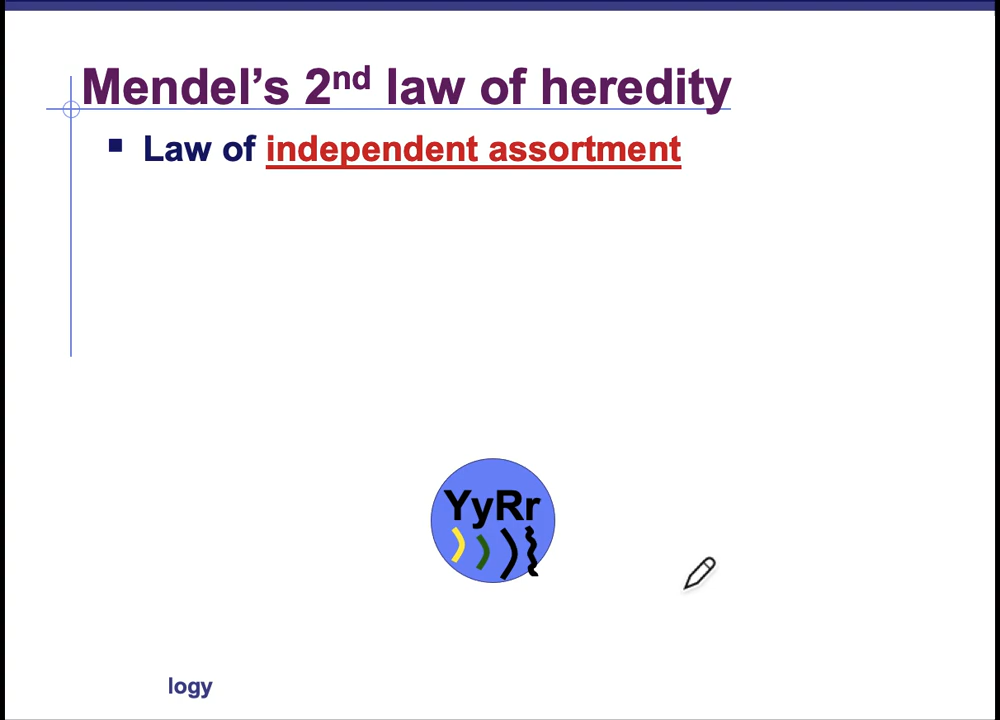 Mendel’s 2nd law of heredity
Law of independent assortment
YyRr
logy